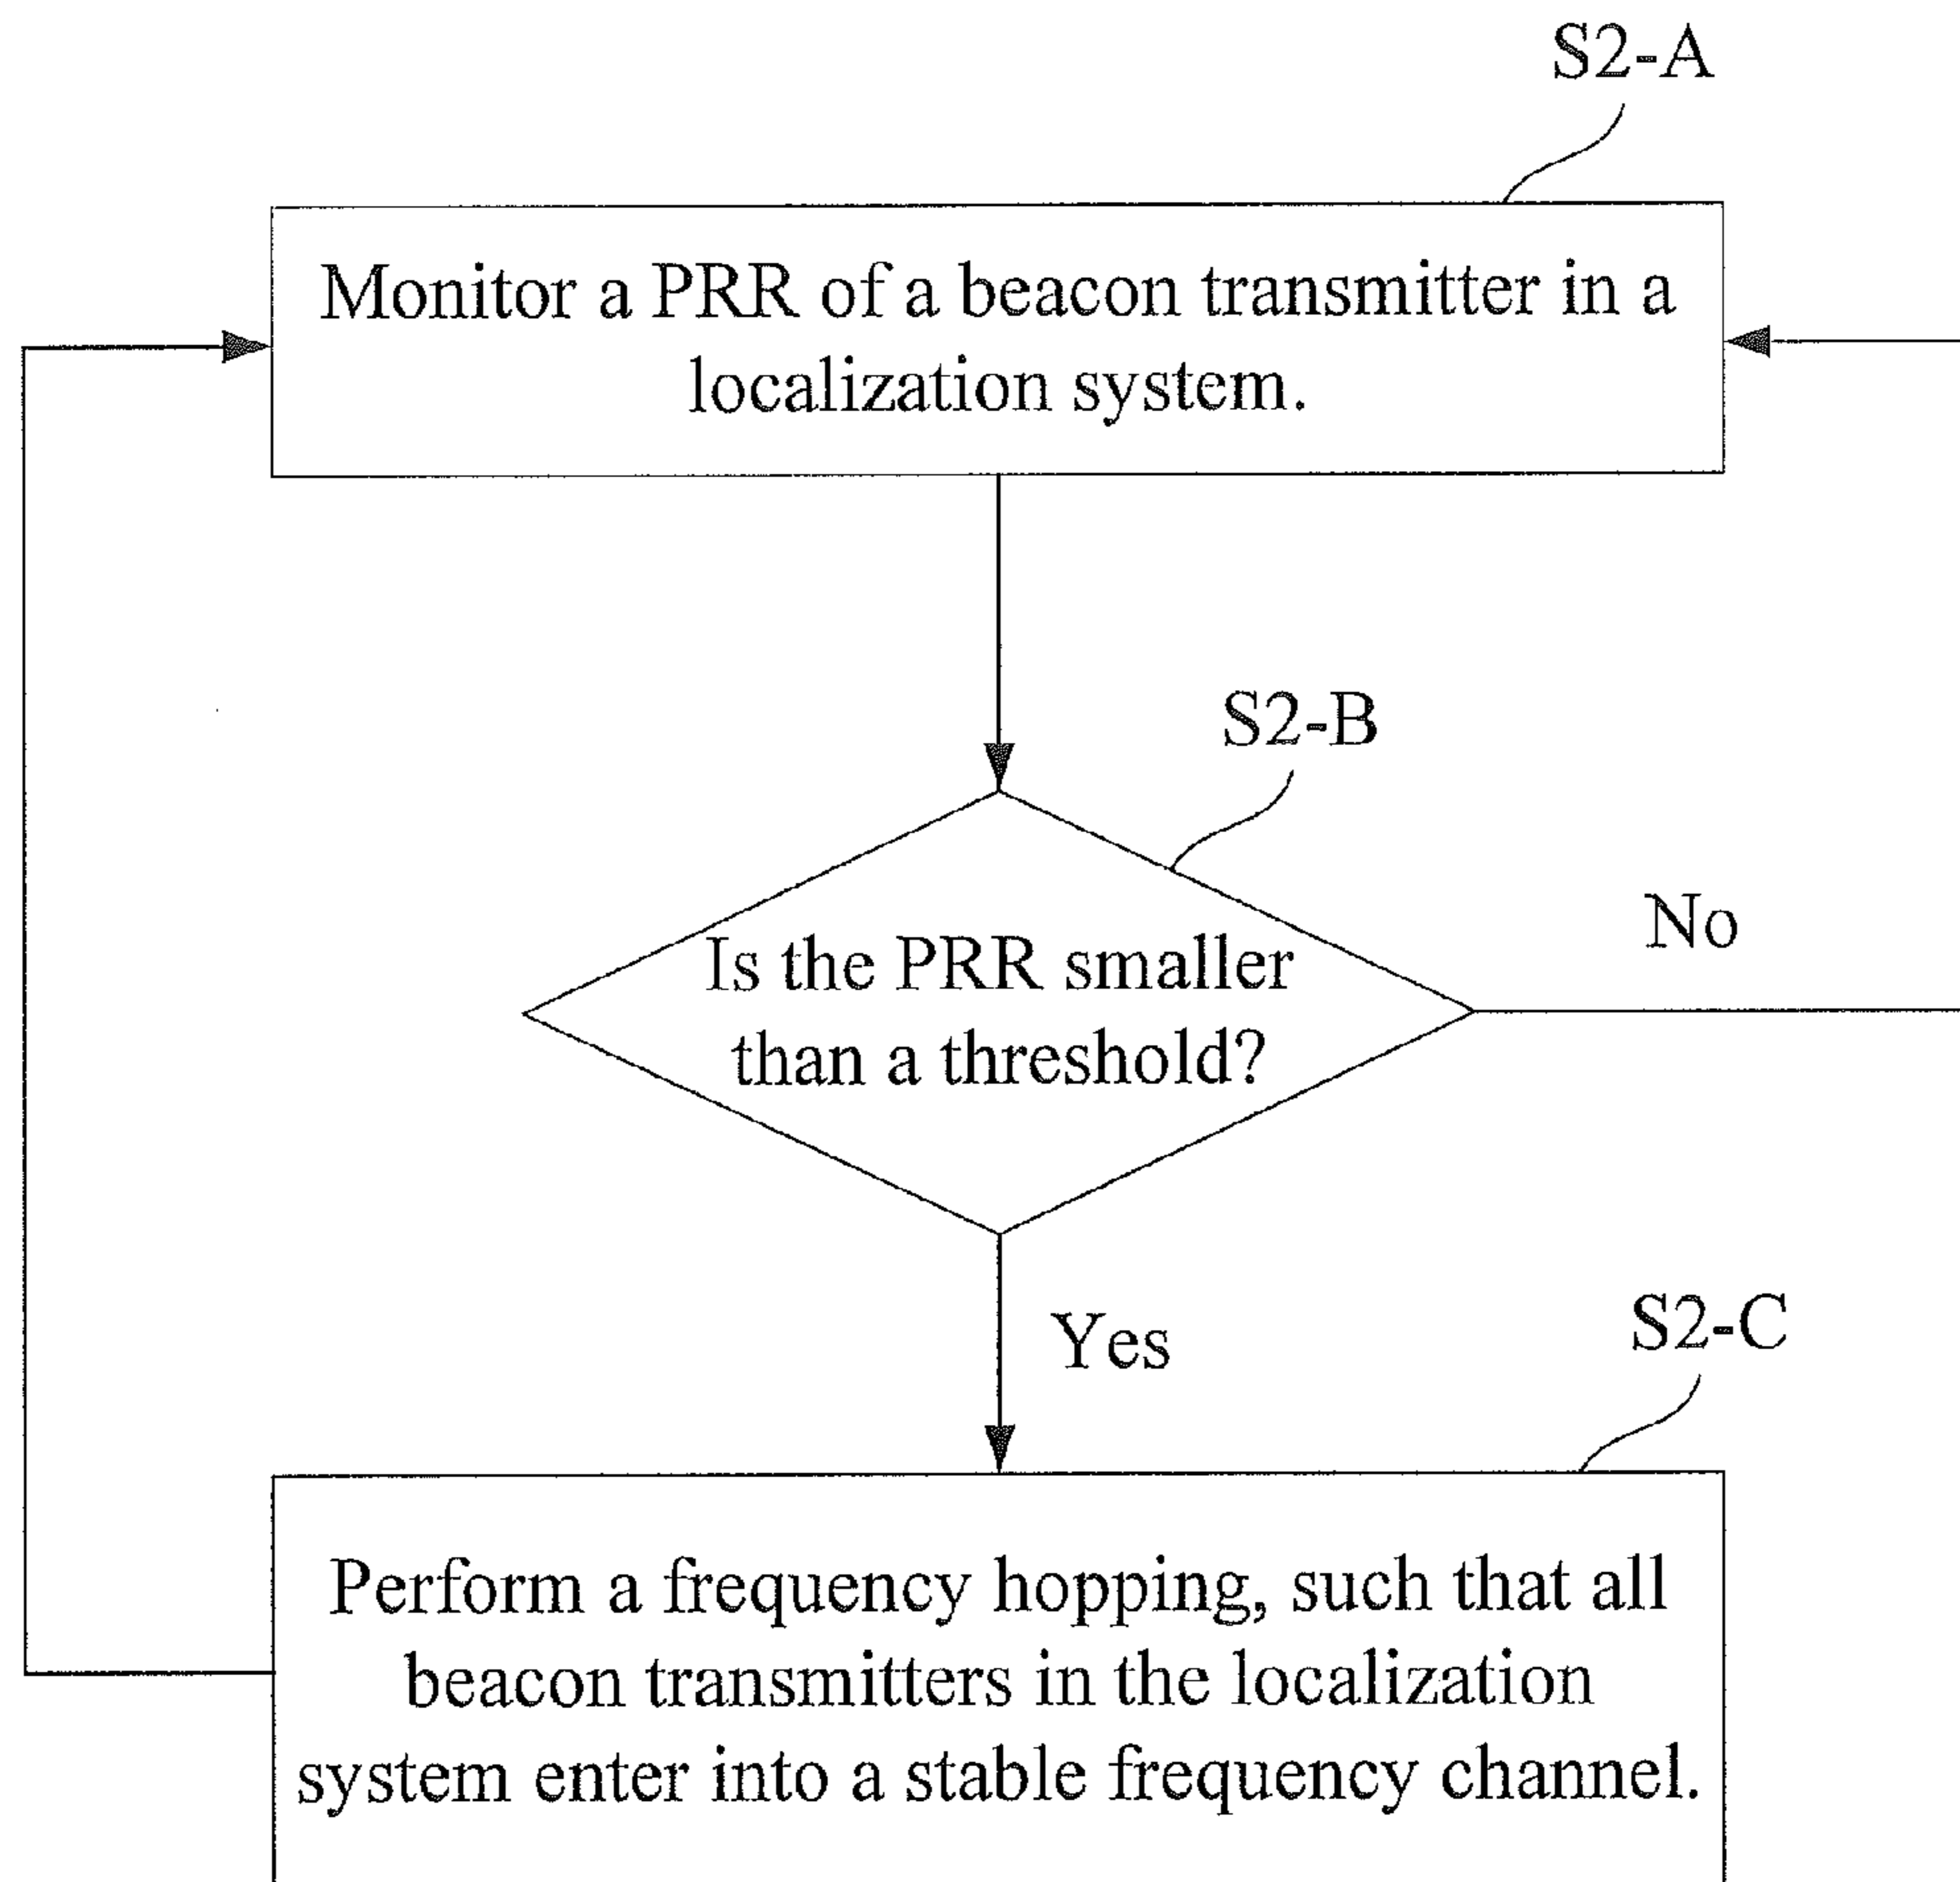 S2-A
Monitor a PRR of a beacon transmitter in a
localization system.
S2-B
Is the PRR smaller
than a threshold?
No
Yes
S2-C
Perform a frequency hopping, such that all
beacon transmitters in the localization
system enter into a stable frequency channel.